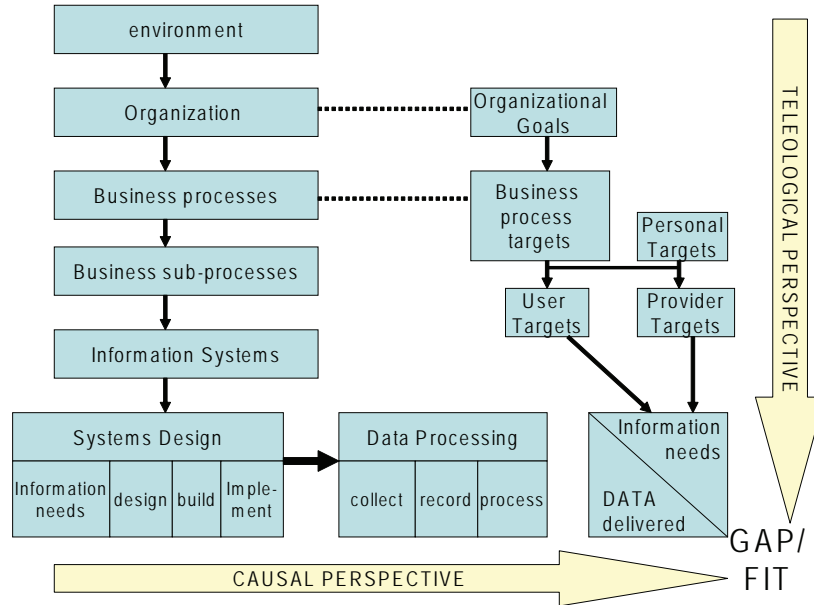 environment
Organization
Organizational
Goals
Business processes
Business
process
targets
Personal
Targets
Business sub-processes
User
Targets
Provider
Targets
Information Systems
Systems Design
Information
needs
design
build
Imple-
ment
Data Processing
collect
record
process
Information
needs
DATA
delivered
TELEOLOGICAL PERSPECTIVE
GAP/
FIT
CAUSAL PERSPECTIVE